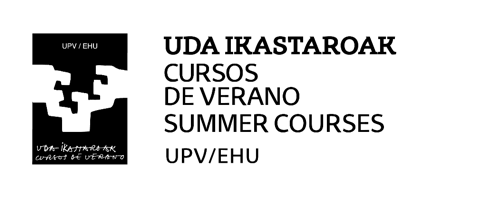 UPV / EHU
UDA IKASTAROAK
CURSOS DE VERANO
UDA IKASTAROAK
CURSOS
DE VERANO
SUMMER COURSES
UPV/EHU